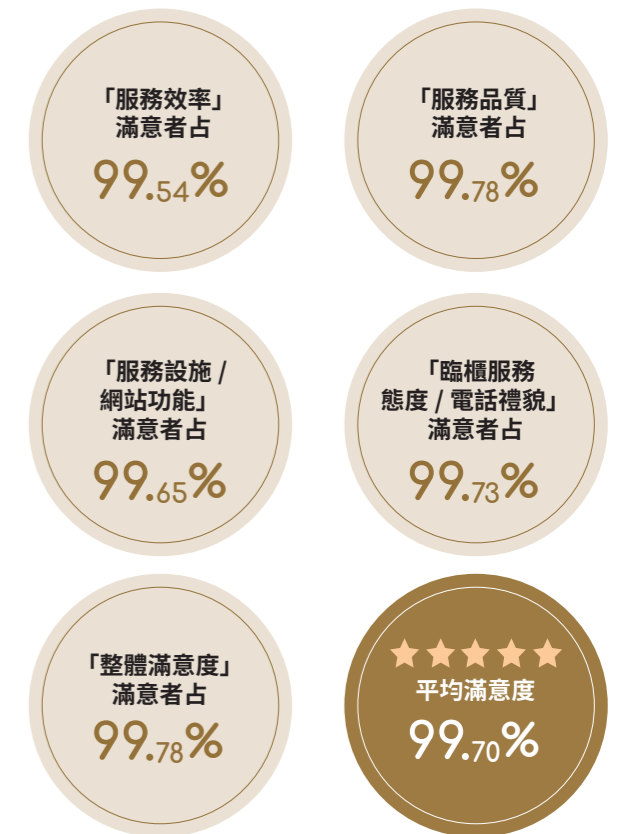 「服務效率」
滿意者占
99.54%
「服務品質」
滿意者占
99.78%
「服務設施 /
網站功能」
滿意者占
99.65%
「臨櫃服務
態度 / 電話禮貌」
滿意者占
99.73%
「整體滿意度」
滿意者占
99.78%
平均滿意度
99.70%